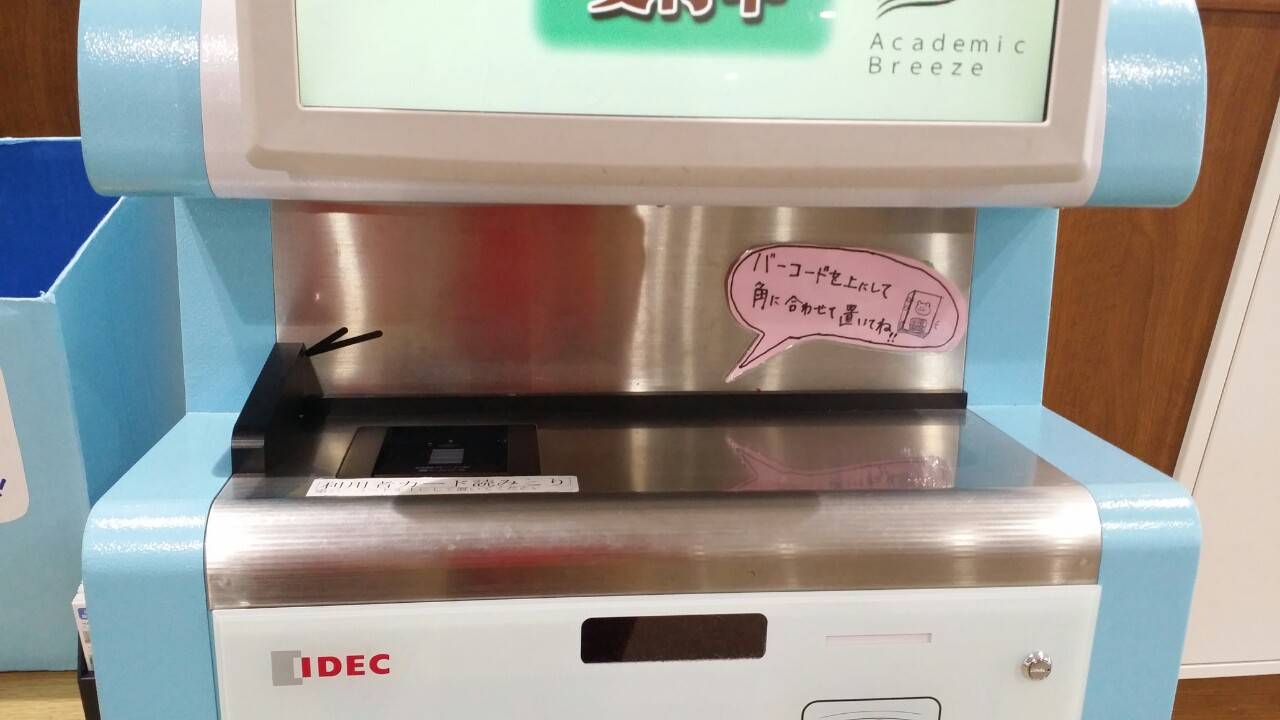 Academic
Breeze
バーコードを上にして
角に合わせて置いてね!!
利用者カード読みとり
IDEC